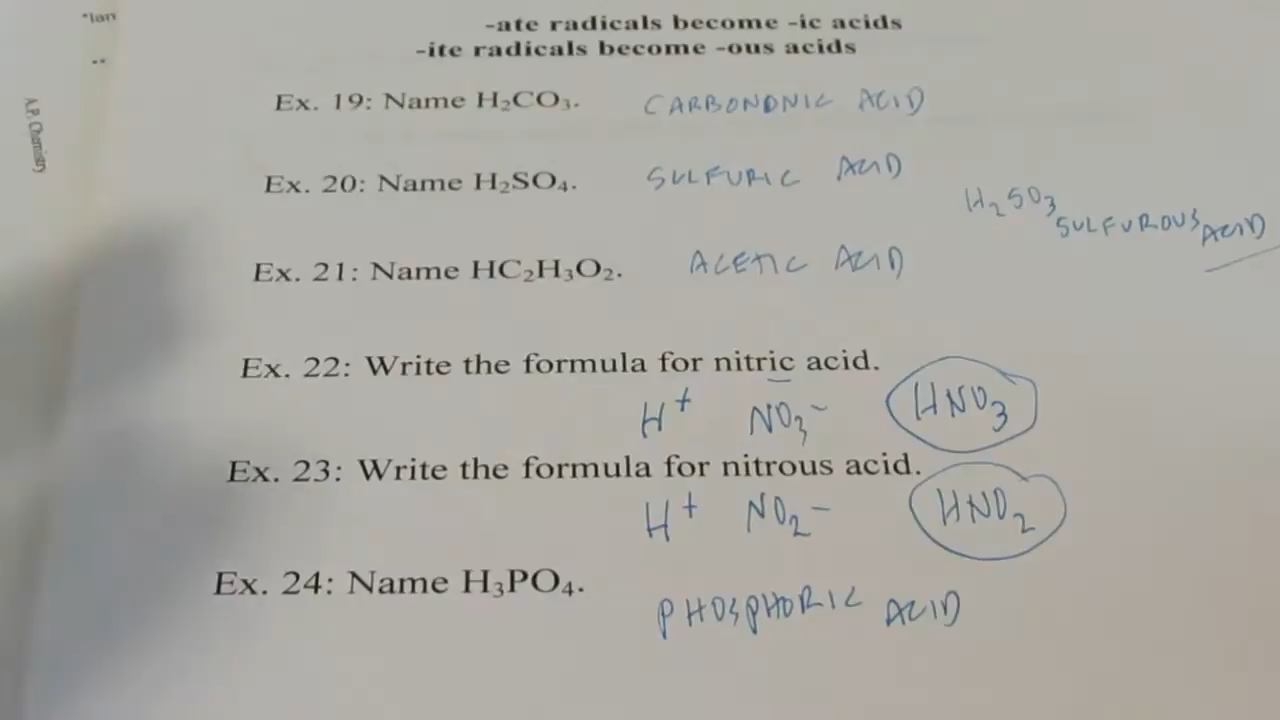 *Ian
-ate radicals become -ic acids
-ite radicals become -ous acids
A.P. Chemistry
Ex. 19: Name H₂CO₃. CARBONONIC ACID
Ex. 20: Name H₂SO₄. SULFURIC ACID
H₂SO₃ SULFUROUS ACID
Ex. 21: Name HC₂H₃O₂. ACETIC ACID
Ex. 22: Write the formula for nitric acid.
H⁺ NO₃⁻ HNO₃
Ex. 23: Write the formula for nitrous acid.
H⁺ NO₂⁻ HNO₂
Ex. 24: Name H₃PO₄.
PHOSPHORIC ACID